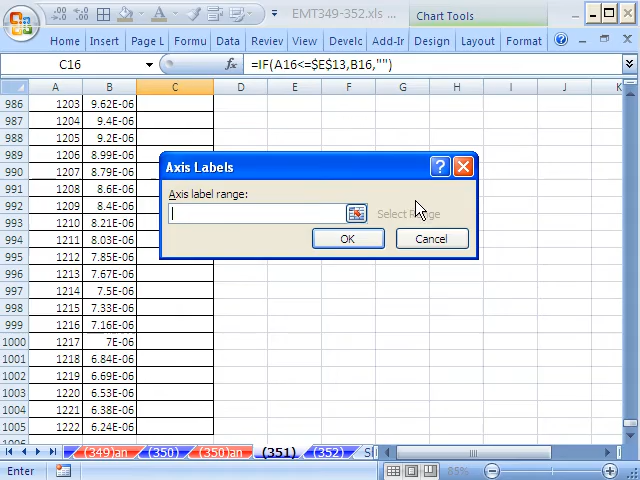 EMT349-352.xls ...
Chart Tools
Home Insert Page L Formu Data Reviev View Develc Add-Ir Design Layout Format
C16 fx =IF(A16<=$E$13,B16,"")
A B C D E F G H I J K
986 1203 9.62E-06
987 1204 9.4E-06
988 1205 9.2E-06
989 1206 8.99E-06
990 1207 8.79E-06
991 1208 8.6E-06
992 1209 8.4E-06
993 1210 8.21E-06
994 1211 8.03E-06
995 1212 7.85E-06
996 1213 7.67E-06
997 1214 7.5E-06
998 1215 7.33E-06
999 1216 7.16E-06
1000 1217 7E-06
1001 1218 6.84E-06
1002 1219 6.69E-06
1003 1220 6.53E-06
1004 1221 6.38E-06
1005 1222 6.24E-06
Axis Labels
Axis label range:
Select Range
OK Cancel
(349)an (350) (350)an (351) (352)
Enter 85%